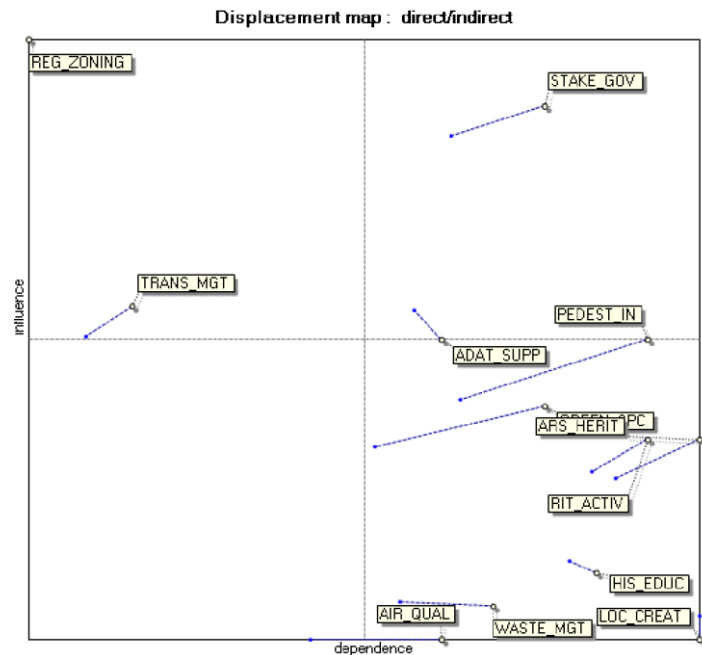 Displacement map : direct/indirect
REG_ZONING
STAKE_GOV
TRANS_MGT
PEDEST_IN
influence
ADAT_SUPP
ARS_HERIT
RIT_ACTIV
HIS_EDUC
AIR_QUAL
LOC_CREAT
WASTE_MGT
dependence